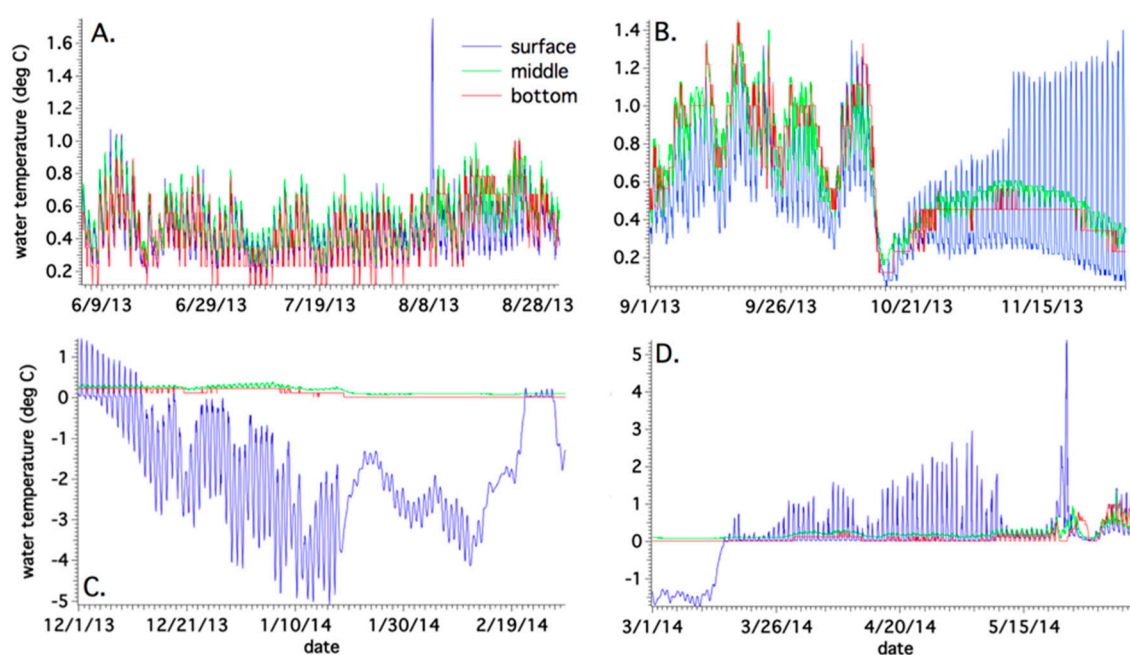 A.
surface
middle
bottom
water temperature (deg C)
1.6
1.4
1.2
1.0
0.8
0.6
0.4
0.2
6/9/13 6/29/13 7/19/13 8/8/13 8/28/13
B.
1.4
1.2
1.0
0.8
0.6
0.4
0.2
9/1/13 9/26/13 10/21/13 11/15/13
C.
water temperature (deg C)
1
0
-1
-2
-3
-4
-5
12/1/13 12/21/13 1/10/14 1/30/14 2/19/14
date
D.
5
4
3
2
1
0
-1
3/1/14 3/26/14 4/20/14 5/15/14
date